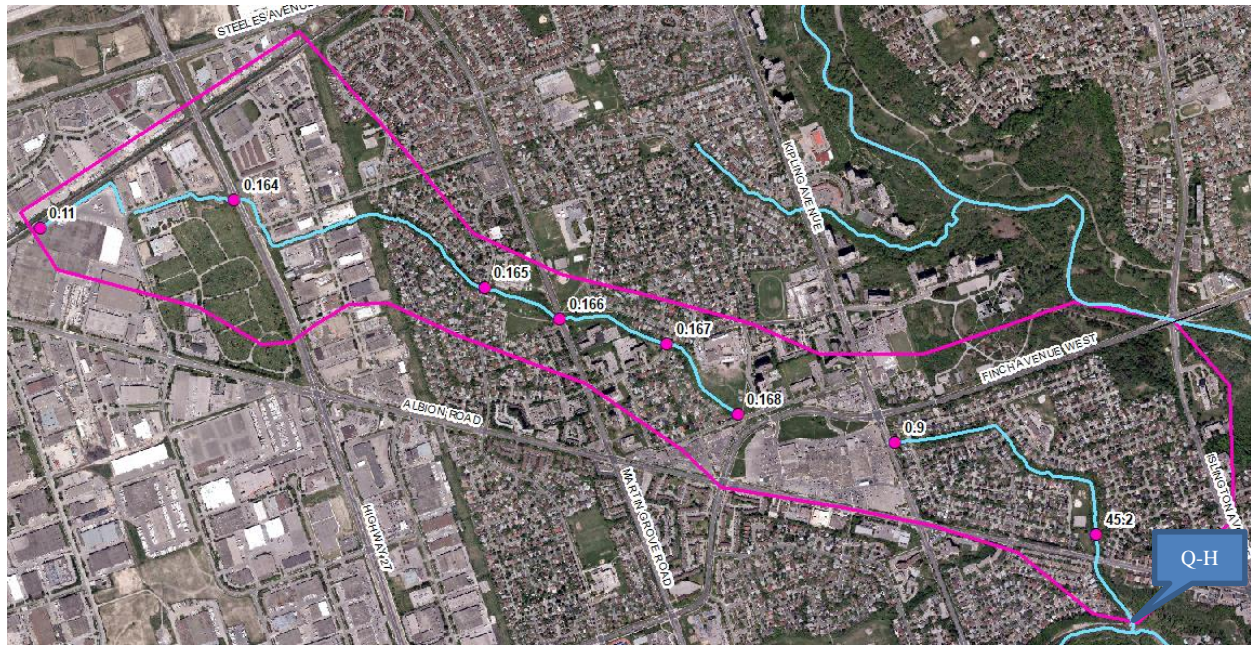 STEELES AVENUE
0.164
0.11
KIPLING AVENUE
0.165
0.166
0.167
FINCH AVENUE WEST
0.168
ALBION ROAD
0.9
ISLINGTON AV
MARTIN GROVE ROAD
HIGHWAY 27
45.2
Q-H